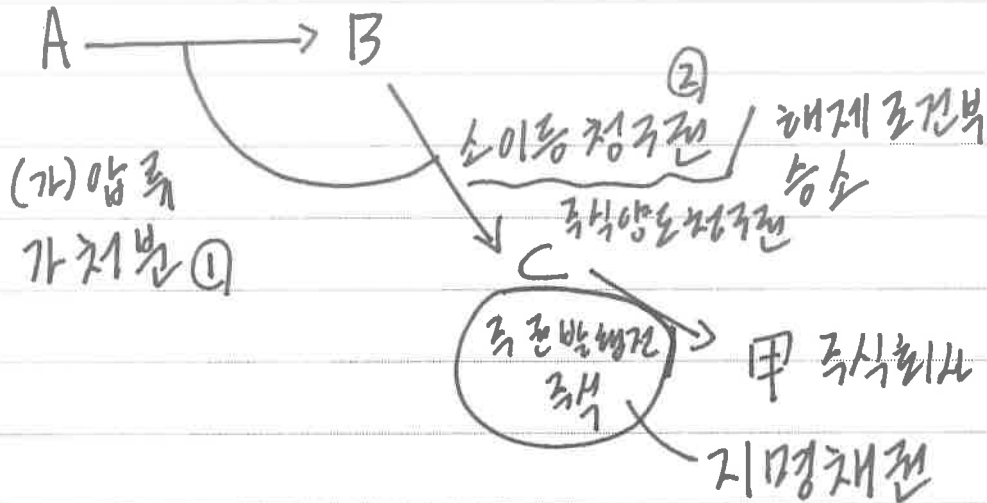 A → B
②
소이등 청구권
해제조건부
승소
(가)압류
가처분 ①
주식양도청구권
C
주권발행전
주식
甲 주식회사
지명채권